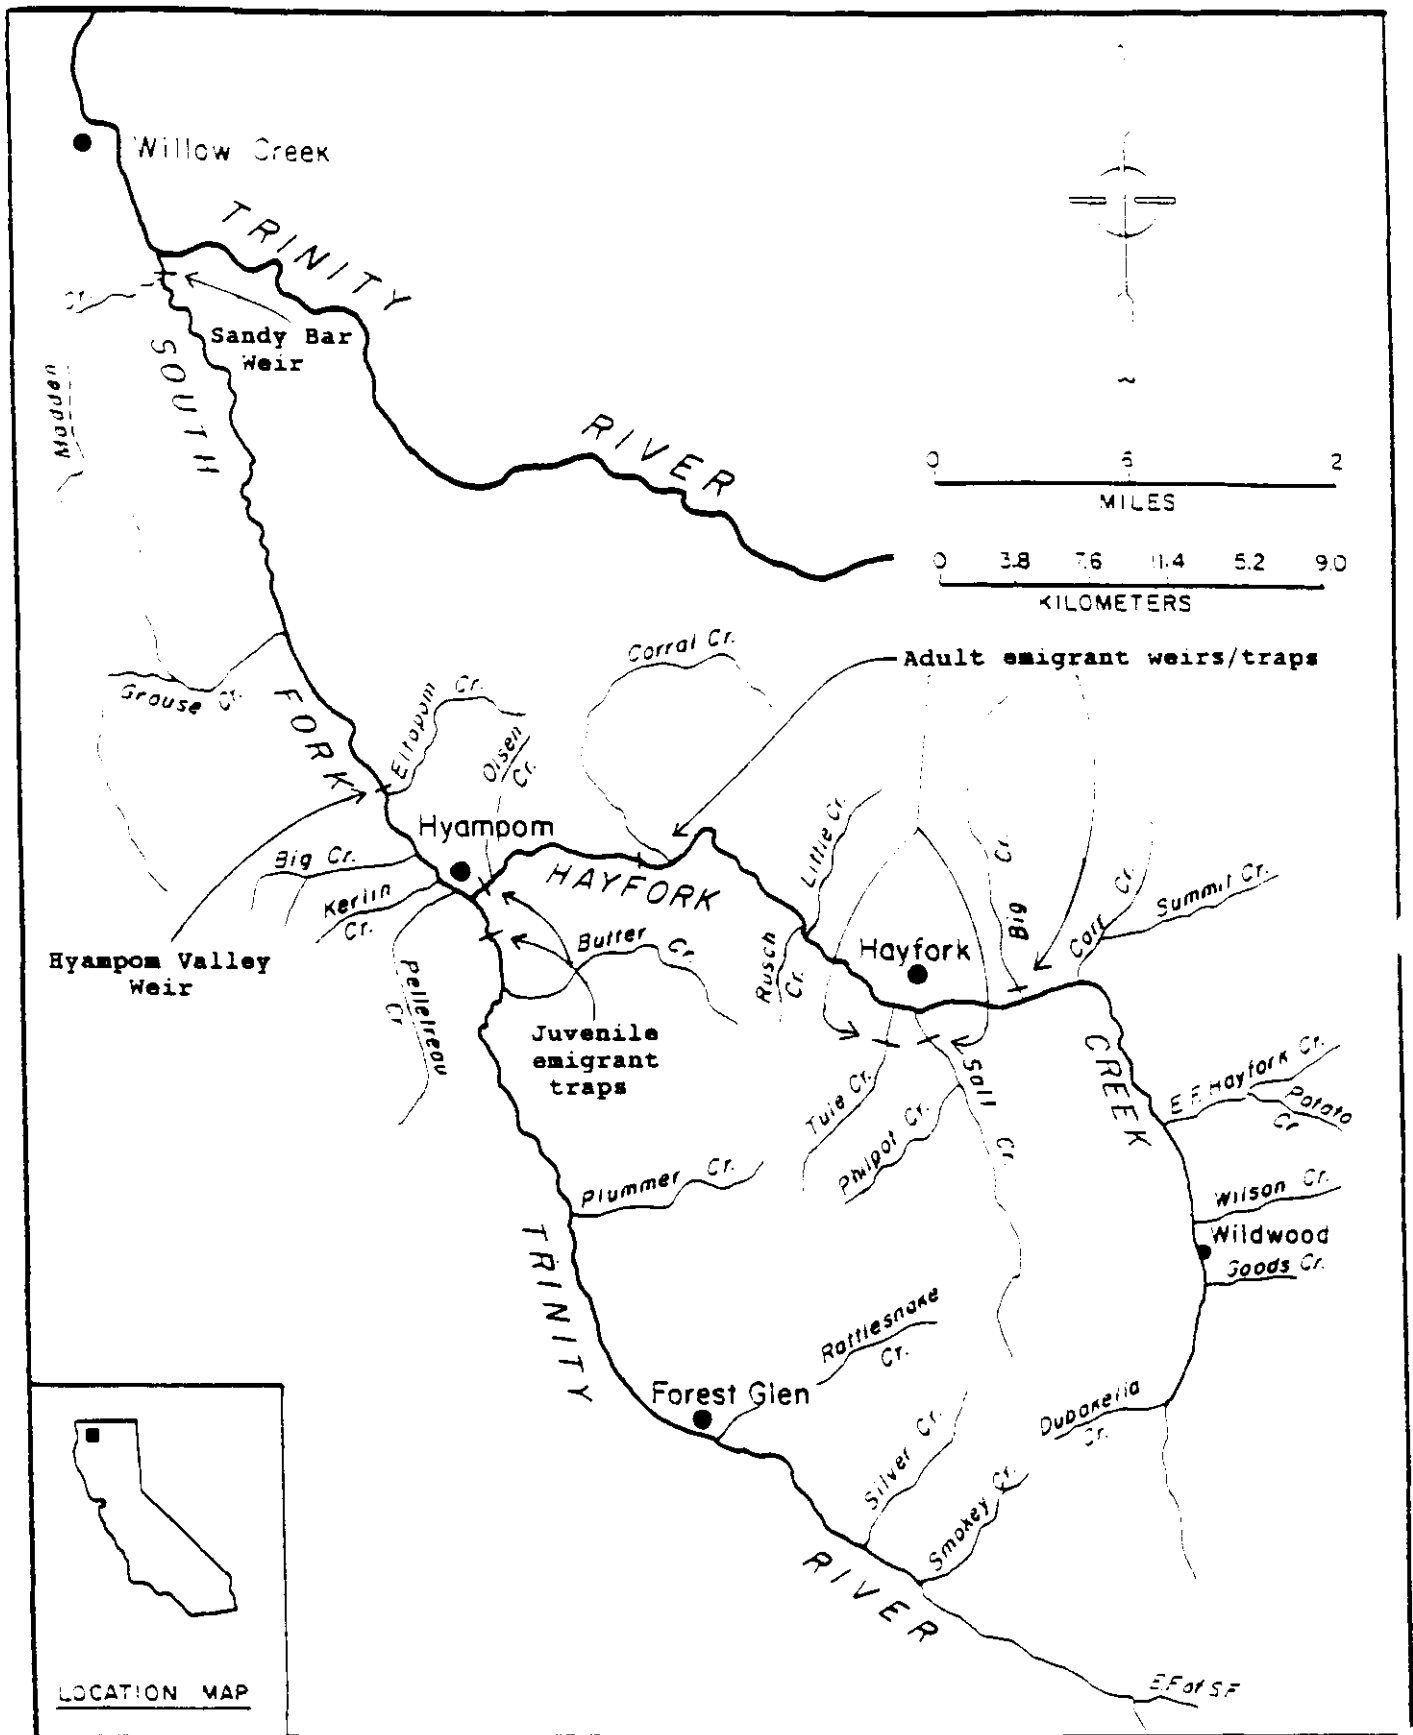 Willow Creek
TRINITY
RIVER
Cr.
Madden
Sandy Bar
Weir
SOUTH
FORK
TRINITY
RIVER
0 6 2
MILES
0 3.8 7.6 11.4 5.2 9.0
KILOMETERS
Adult emigrant weirs/traps
Corral Cr.
Grouse Cr.
Eltapom Cr.
Olsen
Cr.
Hyampom
Big Cr.
Kerlin
Cr.
HAYFORK
CREEK
Little Cr.
Big Cr.
Carr Cr.
Summit Cr.
Hyampom Valley
Weir
Pelletreau
Cr
Butter Cr.
Rusch
Cr.
Hayfork
Juvenile
emigrant
traps
Tule Cr.
Philpot Cr.
Salt Cr.
E.F. Hayfork Cr.
Potato
Cr
Plummer Cr.
Wilson Cr.
Wildwood
Goods Cr.
Rattlesnake
Cr.
Forest Glen
Dubakella
Cr.
Silver Cr.
Smokey Cr.
E.F. of S.F
LOCATION MAP